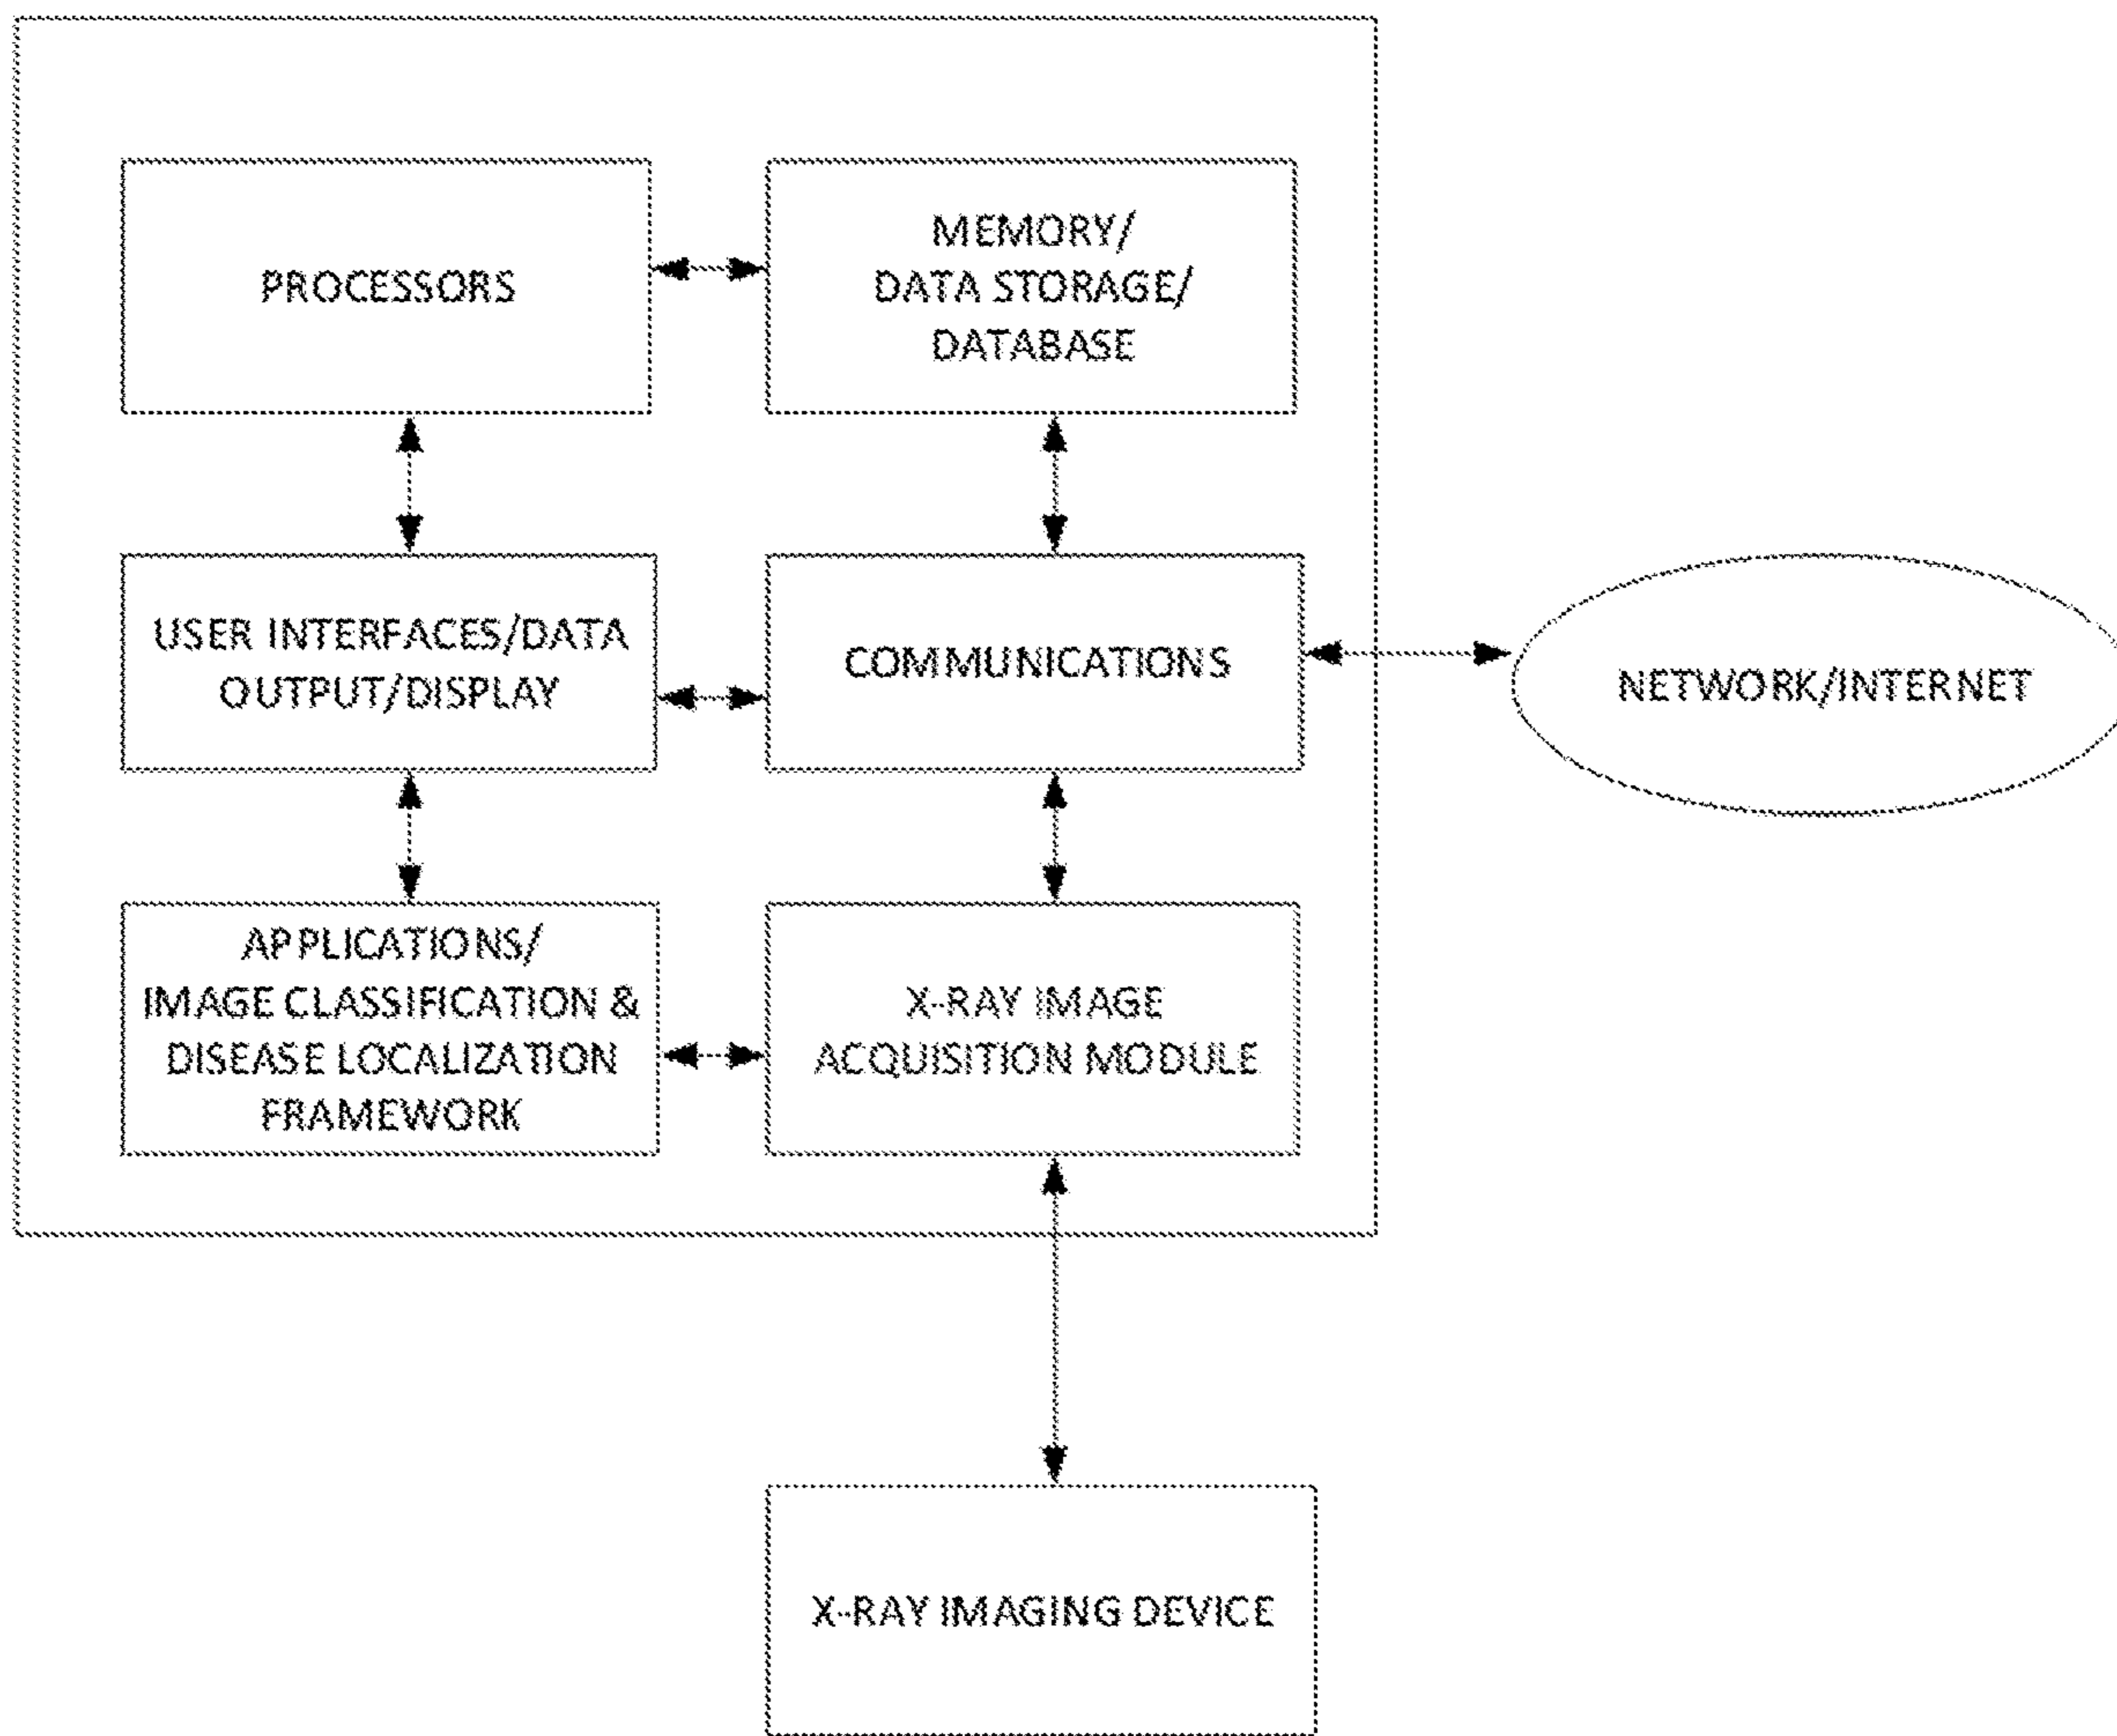 PROCESSORS
MEMORY/
DATA STORAGE/
DATABASE
USER INTERFACES/DATA
OUTPUT/DISPLAY
COMMUNICATIONS
NETWORK/INTERNET
APPLICATIONS/
IMAGE CLASSIFICATION &
DISEASE LOCALIZATION
FRAMEWORK
X-RAY IMAGE
ACQUISITION MODULE
X-RAY IMAGING DEVICE